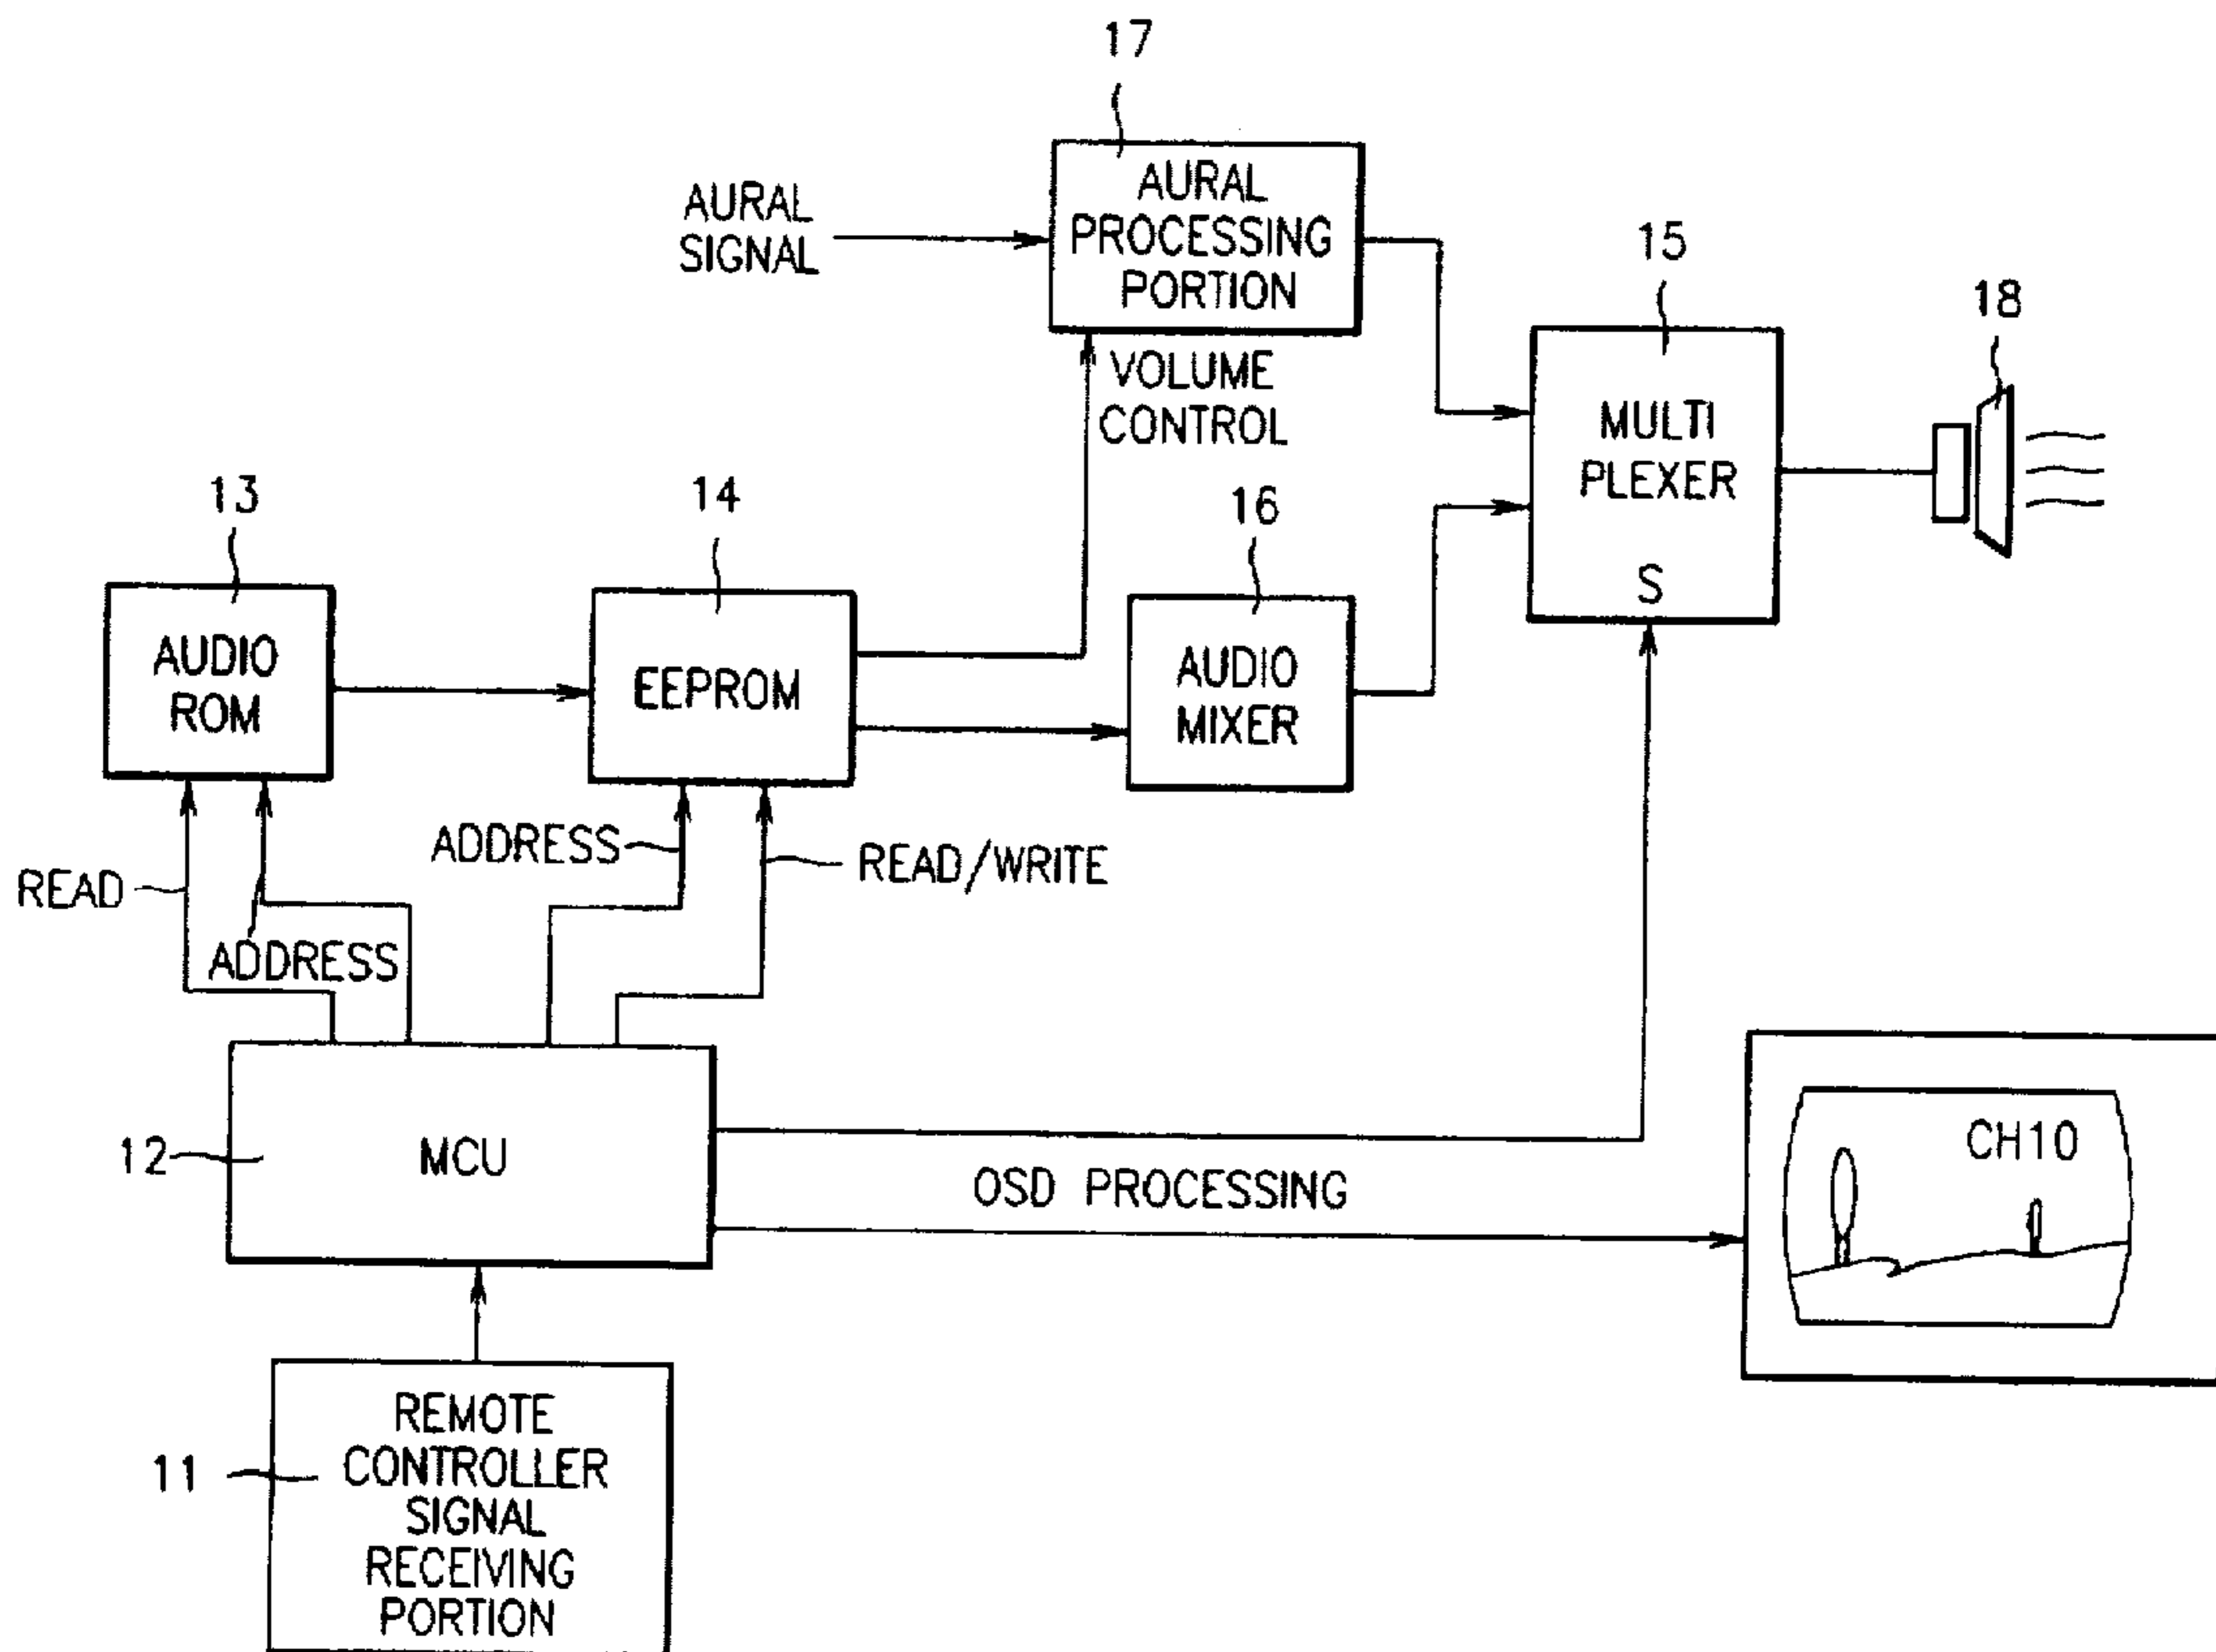 17
AURAL
SIGNAL
AURAL
PROCESSING
PORTION
15
18
VOLUME
CONTROL
MULTI
PLEXER
S
13
14
16
AUDIO
ROM
EEPROM
AUDIO
MIXER
ADDRESS
READ/WRITE
READ
ADDRESS
12
MCU
OSD PROCESSING
CH10
11
REMOTE
CONTROLLER
SIGNAL
RECEIVING
PORTION